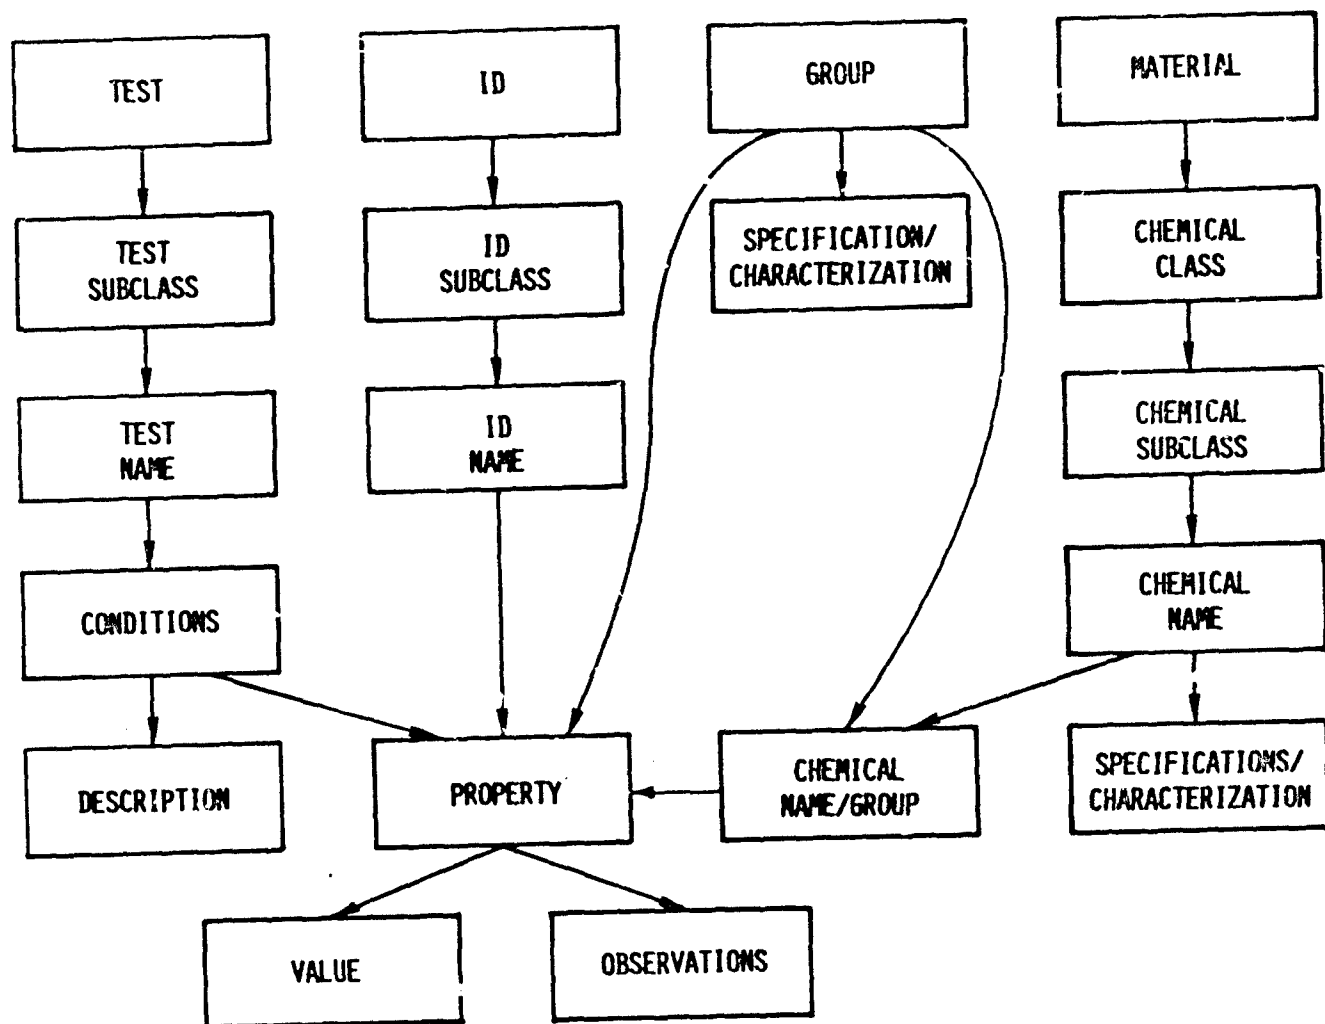 TEST
ID
GROUP
MATERIAL
TEST
SUBCLASS
ID
SUBCLASS
SPECIFICATION/
CHARACTERIZATION
CHEMICAL
CLASS
TEST
NAME
ID
NAME
CHEMICAL
SUBCLASS
CONDITIONS
CHEMICAL
NAME
DESCRIPTION
PROPERTY
CHEMICAL
NAME/GROUP
SPECIFICATIONS/
CHARACTERIZATION
VALUE
OBSERVATIONS